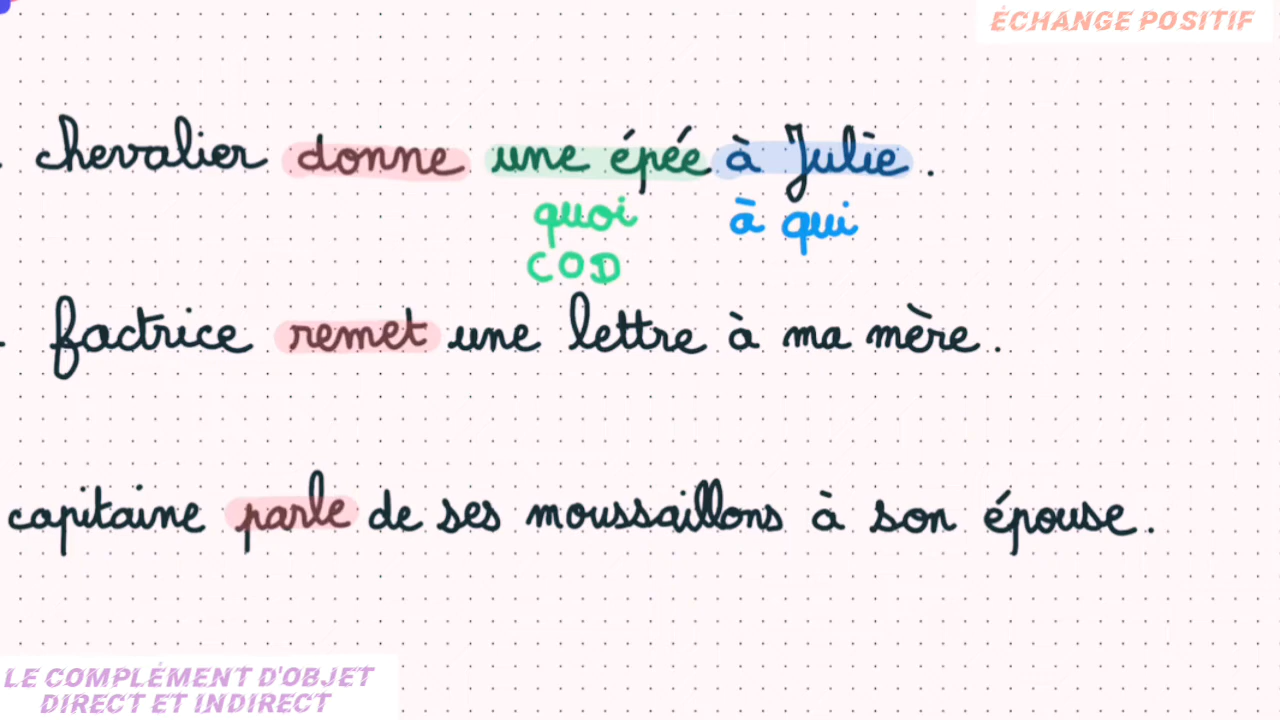 ÉCHANGE POSITIF
chevalier donne une épée à Julie.
quoi à qui
COD
factrice remet une lettre à ma mère.
capitaine parle de ses moussaillons à son épouse.
LE COMPLÉMENT D'OBJET
DIRECT ET INDIRECT